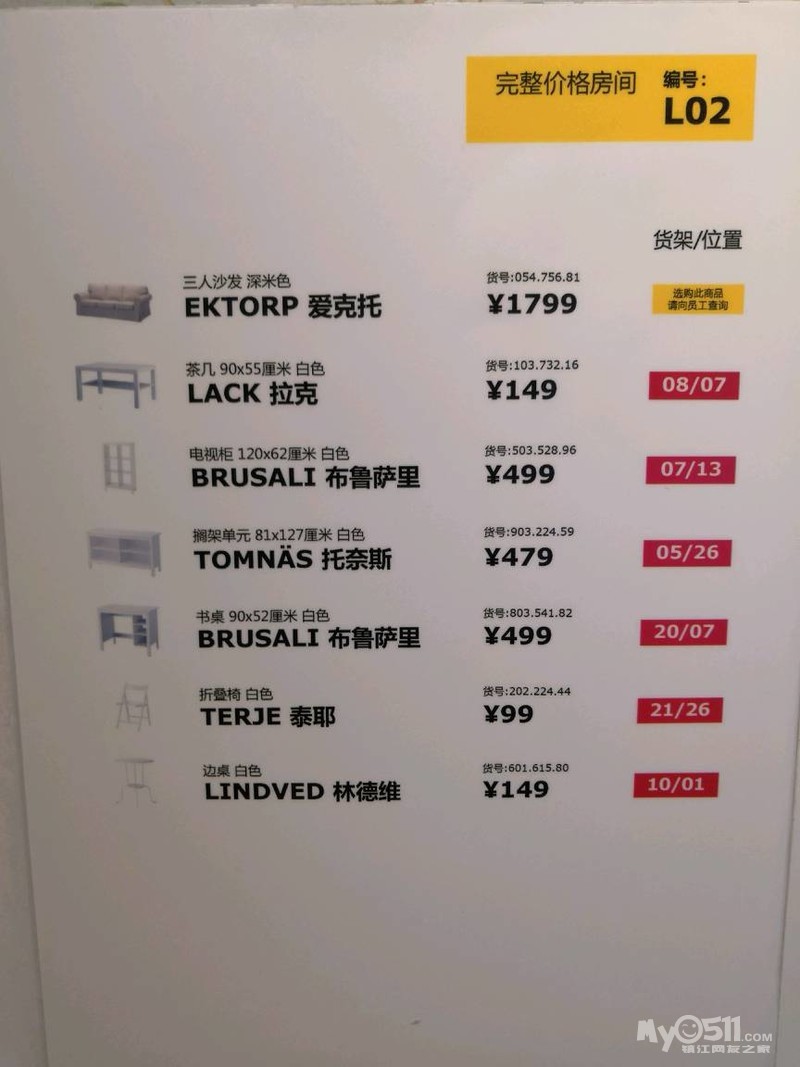 完整价格房间 编号：
L02
货架/位置
三人沙发 深米色 货号:054.756.81
EKTORP 爱克托 ¥1799
选购此商品
请向员工查询
茶几 90x55厘米 白色 货号:103.732.16
LACK 拉克 ¥149 08/07
电视柜 120x62厘米 白色 货号:503.528.96
BRUSALI 布鲁萨里 ¥499 07/13
搁架单元 81x127厘米 白色 货号:903.224.59
TOMNÄS 托奈斯 ¥479 05/26
书桌 90x52厘米 白色 货号:803.541.82
BRUSALI 布鲁萨里 ¥499 20/07
折叠椅 白色 货号:202.224.44
TERJE 泰耶 ¥99 21/26
边桌 白色 货号:601.615.80
LINDVED 林德维 ¥149 10/01
My0511.COM
镇江网友之家